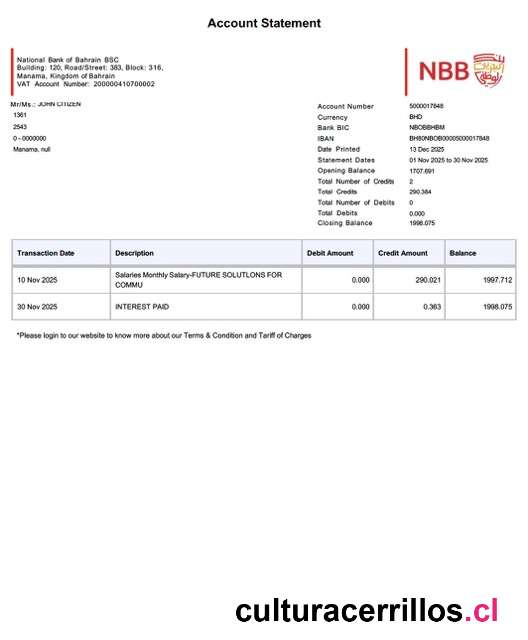 Account Statement
National Bank of Bahrain BSC
Building: 120, Road/Street: 383, Block: 316,
Manama, Kingdom of Bahrain
VAT Account Number: 200000410700002
NBB
Mr/Ms.: JOHN CITIZEN
1361
2543
0-0000000
Manama, null
Account Number 5000017848
Currency BHD
Bank BIC NBOBBHBM
IBAN BH80NBOB00005000017848
Date Printed 13 Dec 2025
Statement Dates 01 Nov 2025 to 30 Nov 2025
Opening Balance 1707.691
Total Number of Credits 2
Total Credits 290.384
Total Number of Debits 0
Total Debits 0.000
Closing Balance 1998.075
Transaction Date Description Debit Amount Credit Amount Balance
10 Nov 2025 Salaries Monthly Salary-FUTURE SOLUTLONS FOR COMMU 0.000 290.021 1997.712
30 Nov 2025 INTEREST PAID 0.000 0.363 1998.075
*Please login to our website to know more about our Terms & Condition and Tariff of Charges
culturacerrillos.cl